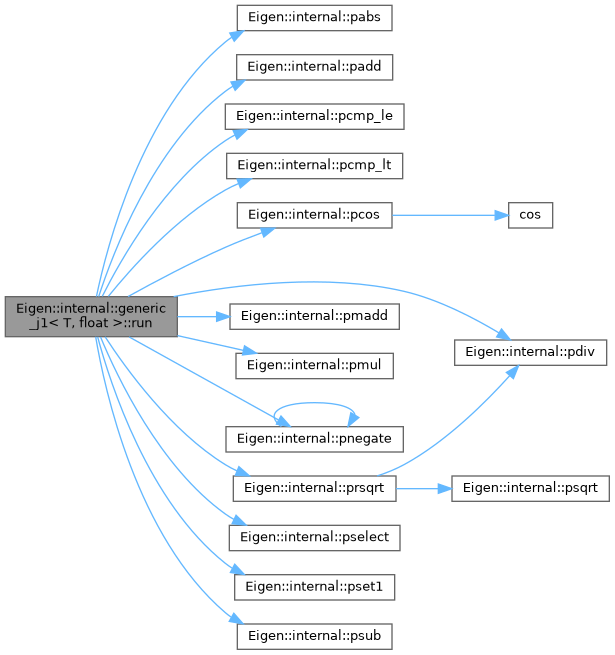 Eigen::internal::pabs
Eigen::internal::padd
Eigen::internal::pcmp_le
Eigen::internal::pcmp_lt
Eigen::internal::pcos
cos
Eigen::internal::generic
_j1< T, float >::run
Eigen::internal::pmadd
Eigen::internal::pdiv
Eigen::internal::pmul
Eigen::internal::pnegate
Eigen::internal::prsqrt
Eigen::internal::psqrt
Eigen::internal::pselect
Eigen::internal::pset1
Eigen::internal::psub